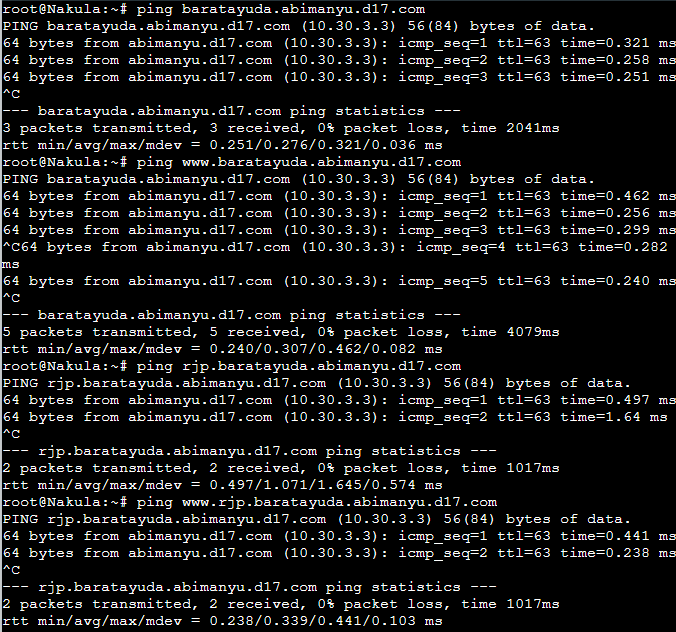 root@Nakula:~# ping baratayuda.abimanyu.d17.com
PING baratayuda.abimanyu.d17.com (10.30.3.3) 56(84) bytes of data.
64 bytes from abimanyu.d17.com (10.30.3.3): icmp_seq=1 ttl=63 time=0.321 ms
64 bytes from abimanyu.d17.com (10.30.3.3): icmp_seq=2 ttl=63 time=0.258 ms
64 bytes from abimanyu.d17.com (10.30.3.3): icmp_seq=3 ttl=63 time=0.251 ms
^C
--- baratayuda.abimanyu.d17.com ping statistics ---
3 packets transmitted, 3 received, 0% packet loss, time 2041ms
rtt min/avg/max/mdev = 0.251/0.276/0.321/0.036 ms
root@Nakula:~# ping www.baratayuda.abimanyu.d17.com
PING baratayuda.abimanyu.d17.com (10.30.3.3) 56(84) bytes of data.
64 bytes from abimanyu.d17.com (10.30.3.3): icmp_seq=1 ttl=63 time=0.462 ms
64 bytes from abimanyu.d17.com (10.30.3.3): icmp_seq=2 ttl=63 time=0.256 ms
64 bytes from abimanyu.d17.com (10.30.3.3): icmp_seq=3 ttl=63 time=0.299 ms
^C64 bytes from abimanyu.d17.com (10.30.3.3): icmp_seq=4 ttl=63 time=0.282
ms
64 bytes from abimanyu.d17.com (10.30.3.3): icmp_seq=5 ttl=63 time=0.240 ms
^C
--- baratayuda.abimanyu.d17.com ping statistics ---
5 packets transmitted, 5 received, 0% packet loss, time 4079ms
rtt min/avg/max/mdev = 0.240/0.307/0.462/0.082 ms
root@Nakula:~# ping rjp.baratayuda.abimanyu.d17.com
PING rjp.baratayuda.abimanyu.d17.com (10.30.3.3) 56(84) bytes of data.
64 bytes from abimanyu.d17.com (10.30.3.3): icmp_seq=1 ttl=63 time=0.497 ms
64 bytes from abimanyu.d17.com (10.30.3.3): icmp_seq=2 ttl=63 time=1.64 ms
^C
--- rjp.baratayuda.abimanyu.d17.com ping statistics ---
2 packets transmitted, 2 received, 0% packet loss, time 1017ms
rtt min/avg/max/mdev = 0.497/1.071/1.645/0.574 ms
root@Nakula:~# ping www.rjp.baratayuda.abimanyu.d17.com
PING rjp.baratayuda.abimanyu.d17.com (10.30.3.3) 56(84) bytes of data.
64 bytes from abimanyu.d17.com (10.30.3.3): icmp_seq=1 ttl=63 time=0.441 ms
64 bytes from abimanyu.d17.com (10.30.3.3): icmp_seq=2 ttl=63 time=0.238 ms
^C
--- rjp.baratayuda.abimanyu.d17.com ping statistics ---
2 packets transmitted, 2 received, 0% packet loss, time 1017ms
rtt min/avg/max/mdev = 0.238/0.339/0.441/0.103 ms